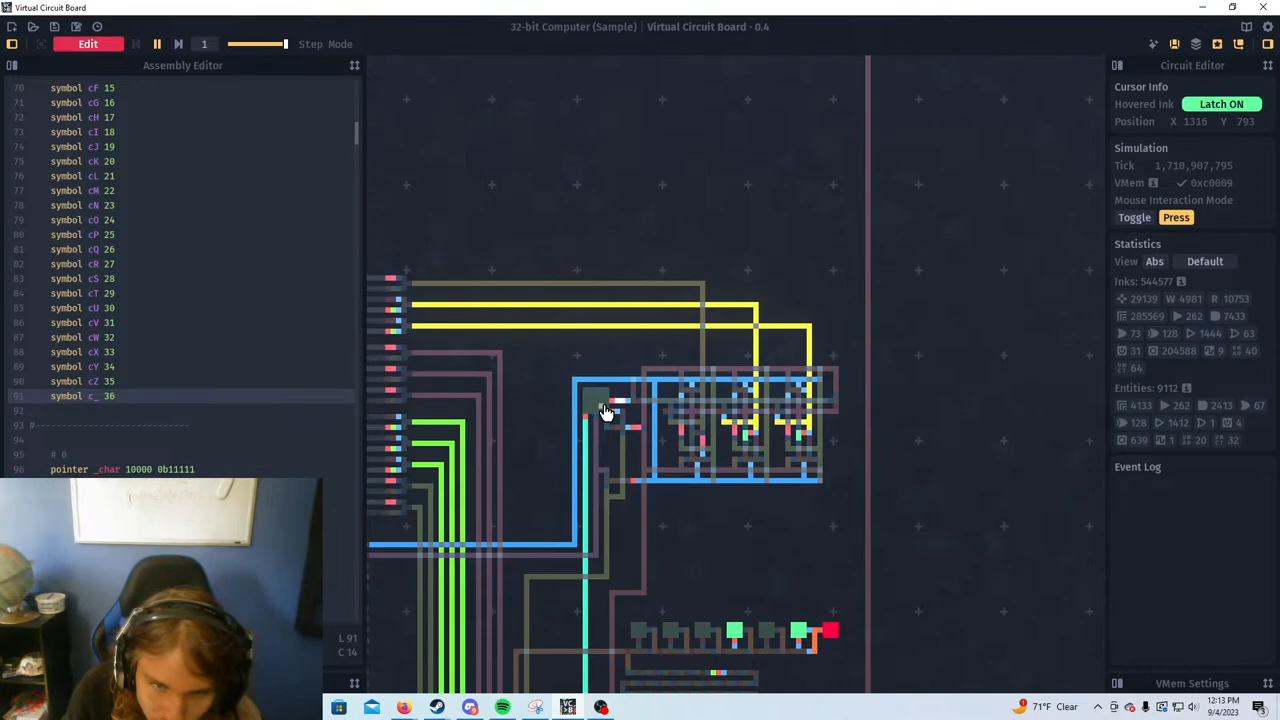 Virtual Circuit Board
32-bit Computer (Sample) | Virtual Circuit Board • 0.4
Edit
1
Step Mode
Assembly Editor
70 symbol cF 15
71 symbol cG 16
72 symbol cH 17
73 symbol cI 18
74 symbol cJ 19
75 symbol cK 20
76 symbol cL 21
77 symbol cM 22
78 symbol cN 23
79 symbol cO 24
80 symbol cP 25
81 symbol cQ 26
82 symbol cR 27
83 symbol cS 28
84 symbol cT 29
85 symbol cU 30
86 symbol cV 31
87 symbol cW 32
88 symbol cX 33
89 symbol cY 34
90 symbol cZ 35
91 symbol c_ 36
92
93 #-----------------------------
94
95 # 0
96 pointer _char 10000 0b11111
L 91
C 14
Circuit Editor
Cursor Info
Hovered Ink Latch ON
Position X 1316 Y 793
Simulation
Tick 1,710,907,795
VMem 0xc0009
Mouse Interaction Mode
Toggle Press
Statistics
View Abs Default
Inks: 544577
29139 W 4981 R 10753
285569 262 7433
73 128 1444 63
31 204588 9 40
64
Entities: 9112
4133 262 2413 67
128 1412 1 4
639 1 20 32
Event Log
VMem Settings
71°F Clear
12:13 PM
9/4/2023